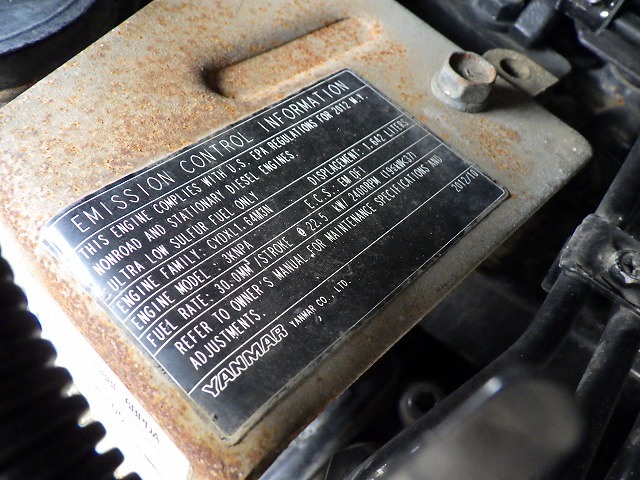 EMISSION CONTROL INFORMATION
THIS ENGINE COMPLIES WITH U.S. EPA REGULATIONS FOR 2012 M.Y.
NONROAD AND STATIONARY DIESEL ENGINES.
ULTRA LOW SULFUR FUEL ONLY
ENGINE FAMILY: CYDXL1.64M3N DISPLACEMENT: 1.642 LITERS
ENGINE MODEL: 3KNPA E.C.S.: EM DFI
FUEL RATE: 30.0MM³/STROKE @ 22.5 kW/ 2400RPM
REFER TO OWNER'S MANUAL FOR MAINTENANCE SPECIFICATIONS AND
ADJUSTMENTS. 2012/10
YANMAR YANMAR CO., LTD.